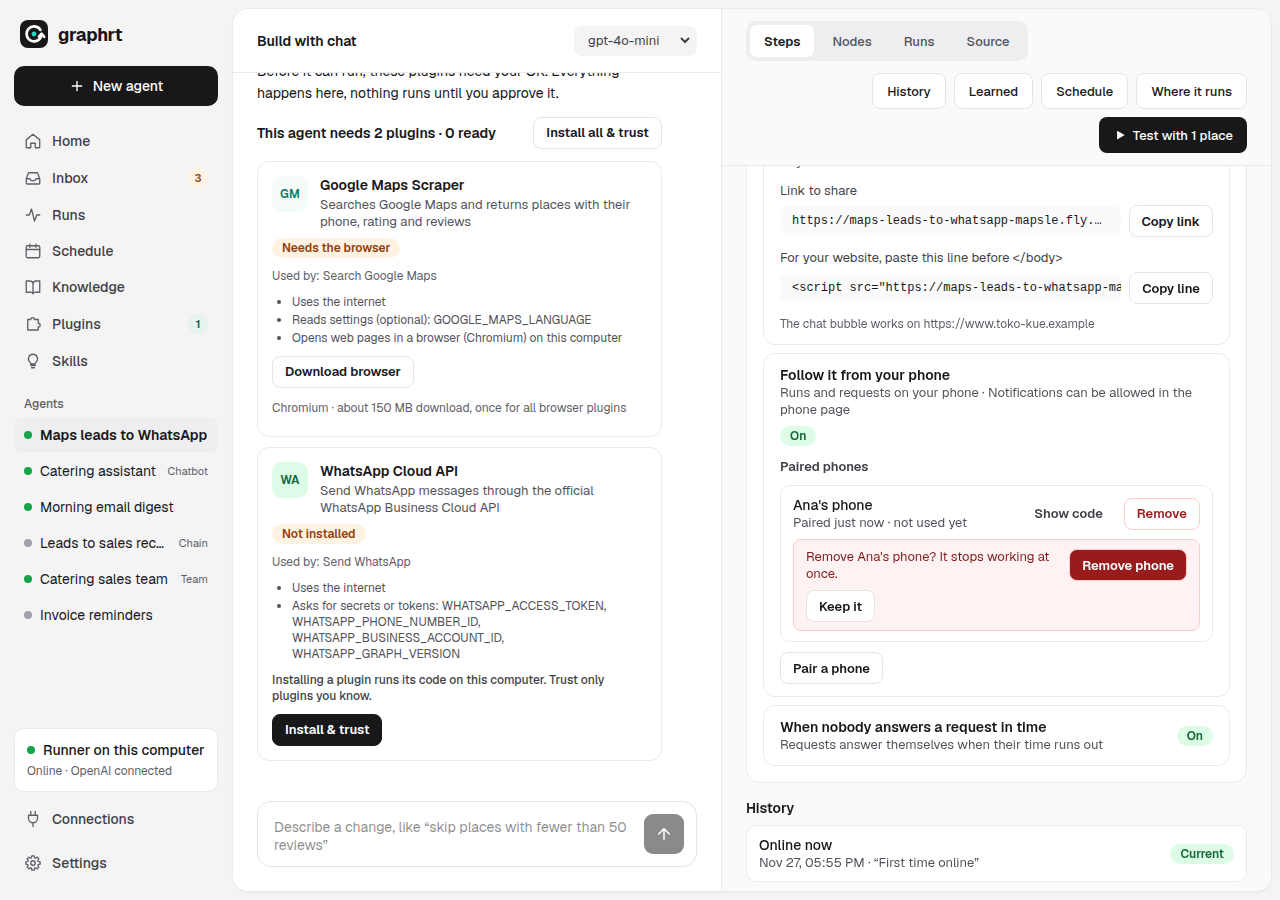 graphrt
New agent
Home
Inbox 3
Runs
Schedule
Knowledge
Plugins 1
Skills
Agents
Maps leads to WhatsApp
Catering assistant Chatbot
Morning email digest
Leads to sales rec… Chain
Catering sales team Team
Invoice reminders
Runner on this computer
Online · OpenAI connected
Connections
Settings
Build with chat
gpt-4o-mini
Before it can run, these plugins need your OK. Everything
happens here, nothing runs until you approve it.
This agent needs 2 plugins · 0 ready
Install all & trust
GM
Google Maps Scraper
Searches Google Maps and returns places with their
phone, rating and reviews
Needs the browser
Used by: Search Google Maps
• Uses the internet
• Reads settings (optional): GOOGLE_MAPS_LANGUAGE
• Opens web pages in a browser (Chromium) on this computer
Download browser
Chromium · about 150 MB download, once for all browser plugins
WA
WhatsApp Cloud API
Send WhatsApp messages through the official
WhatsApp Business Cloud API
Not installed
Used by: Send WhatsApp
• Uses the internet
• Asks for secrets or tokens: WHATSAPP_ACCESS_TOKEN,
WHATSAPP_PHONE_NUMBER_ID,
WHATSAPP_BUSINESS_ACCOUNT_ID,
WHATSAPP_GRAPH_VERSION
Installing a plugin runs its code on this computer. Trust only
plugins you know.
Install & trust
Describe a change, like “skip places with fewer than 50
reviews”
Steps Nodes Runs Source
History Learned Schedule Where it runs
Test with 1 place
Link to share
https://maps-leads-to-whatsapp-mapsle.fly.… Copy link
For your website, paste this line before </body>
<script src="https://maps-leads-to-whatsapp-ma Copy line
The chat bubble works on https://www.toko-kue.example
Follow it from your phone
Runs and requests on your phone · Notifications can be allowed in the
phone page
On
Paired phones
Ana's phone
Paired just now · not used yet
Show code Remove
Remove Ana's phone? It stops working at
once.
Remove phone
Keep it
Pair a phone
When nobody answers a request in time
Requests answer themselves when their time runs out
On
History
Online now
Nov 27, 05:55 PM · “First time online”
Current